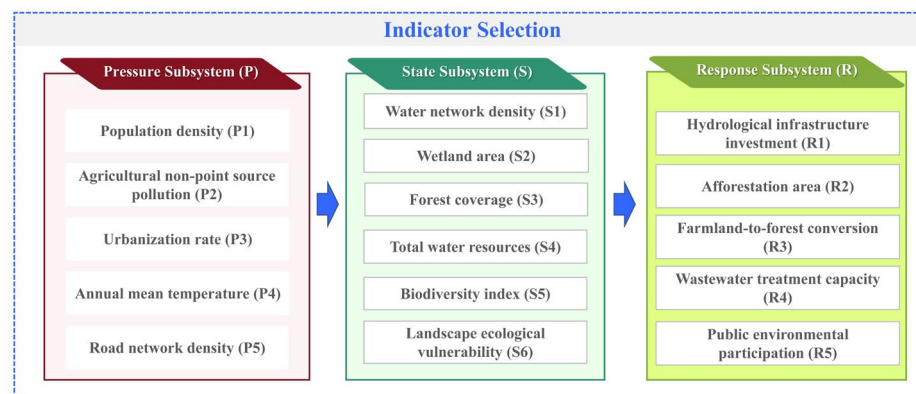 Indicator Selection
Pressure Subsystem (P)
Population density (P1)
Agricultural non-point source
pollution (P2)
Urbanization rate (P3)
Annual mean temperature (P4)
Road network density (P5)
State Subsystem (S)
Water network density (S1)
Wetland area (S2)
Forest coverage (S3)
Total water resources (S4)
Biodiversity index (S5)
Landscape ecological
vulnerability (S6)
Response Subsystem (R)
Hydrological infrastructure
investment (R1)
Afforestation area (R2)
Farmland-to-forest conversion
(R3)
Wastewater treatment capacity
(R4)
Public environmental
participation (R5)